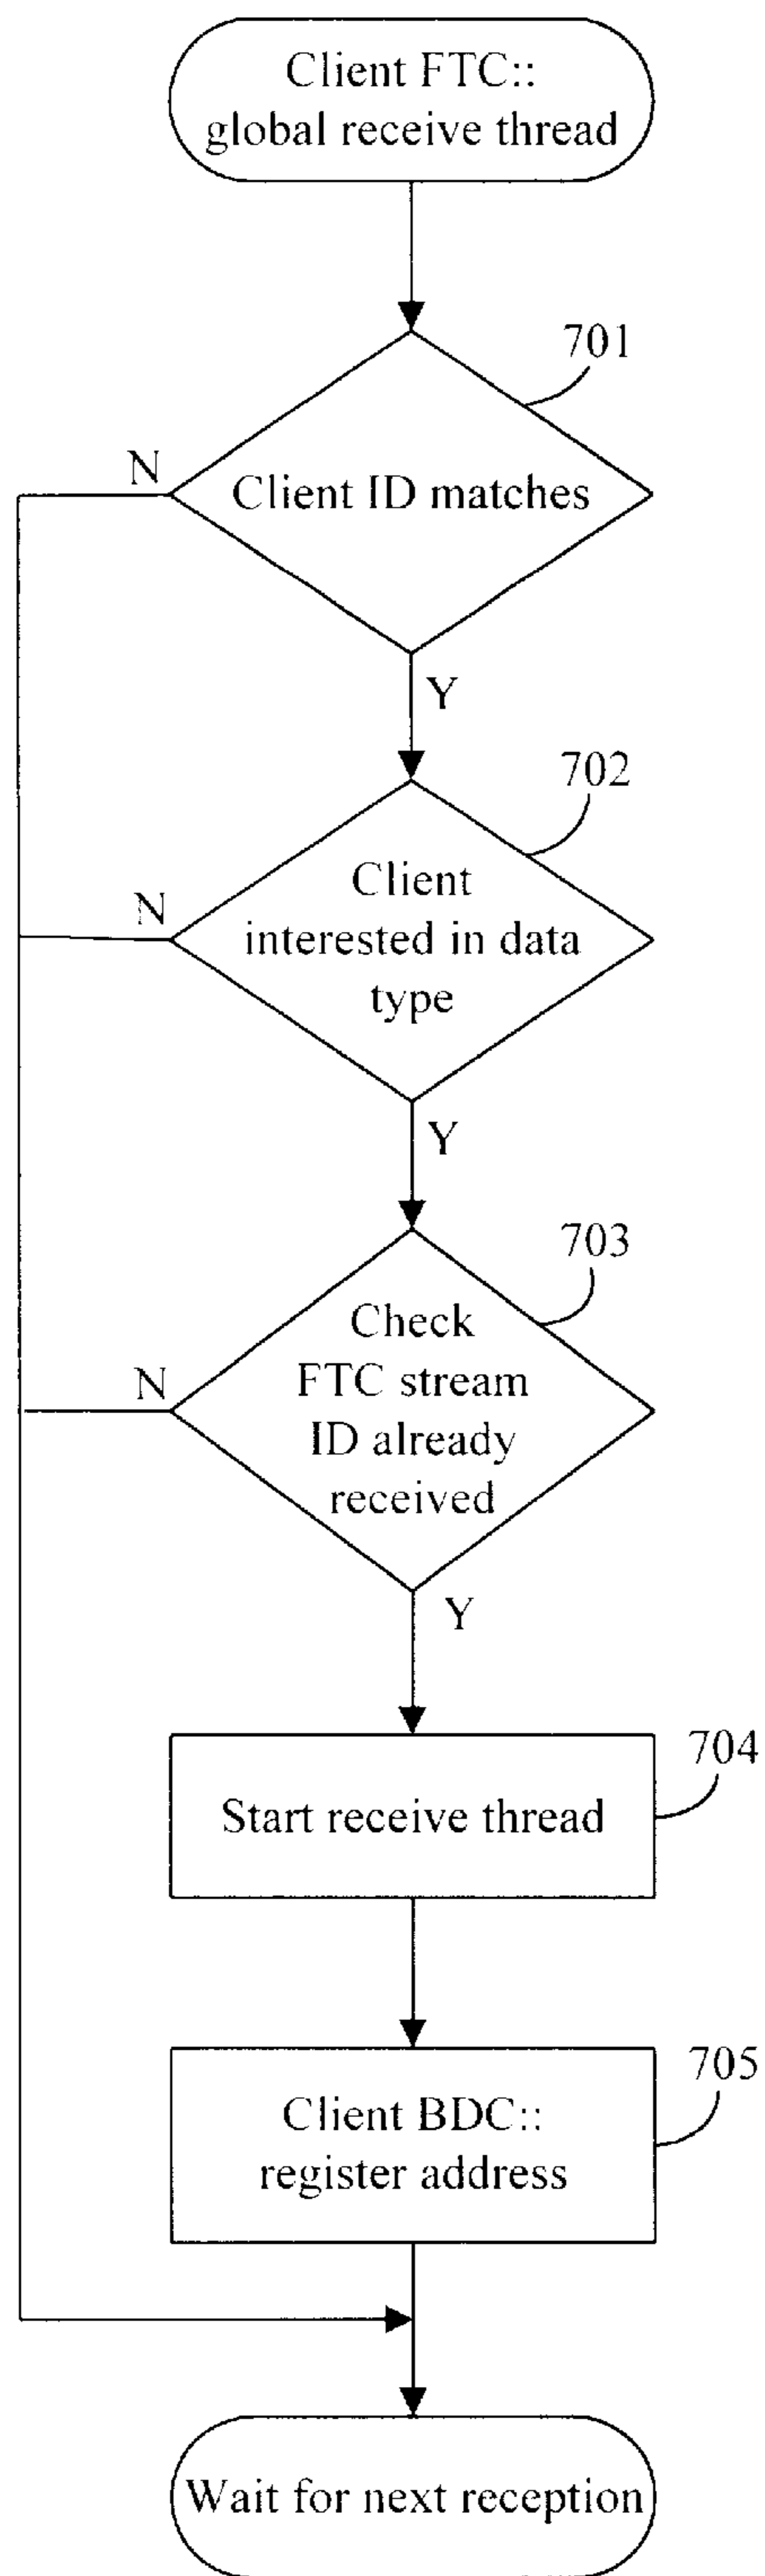 Client FTC::
global receive thread
701
N
Client ID matches
Y
702
N
Client
interested in data
type
Y
703
N
Check
FTC stream
ID already
received
Y
704
Start receive thread
705
Client BDC::
register address
Wait for next reception